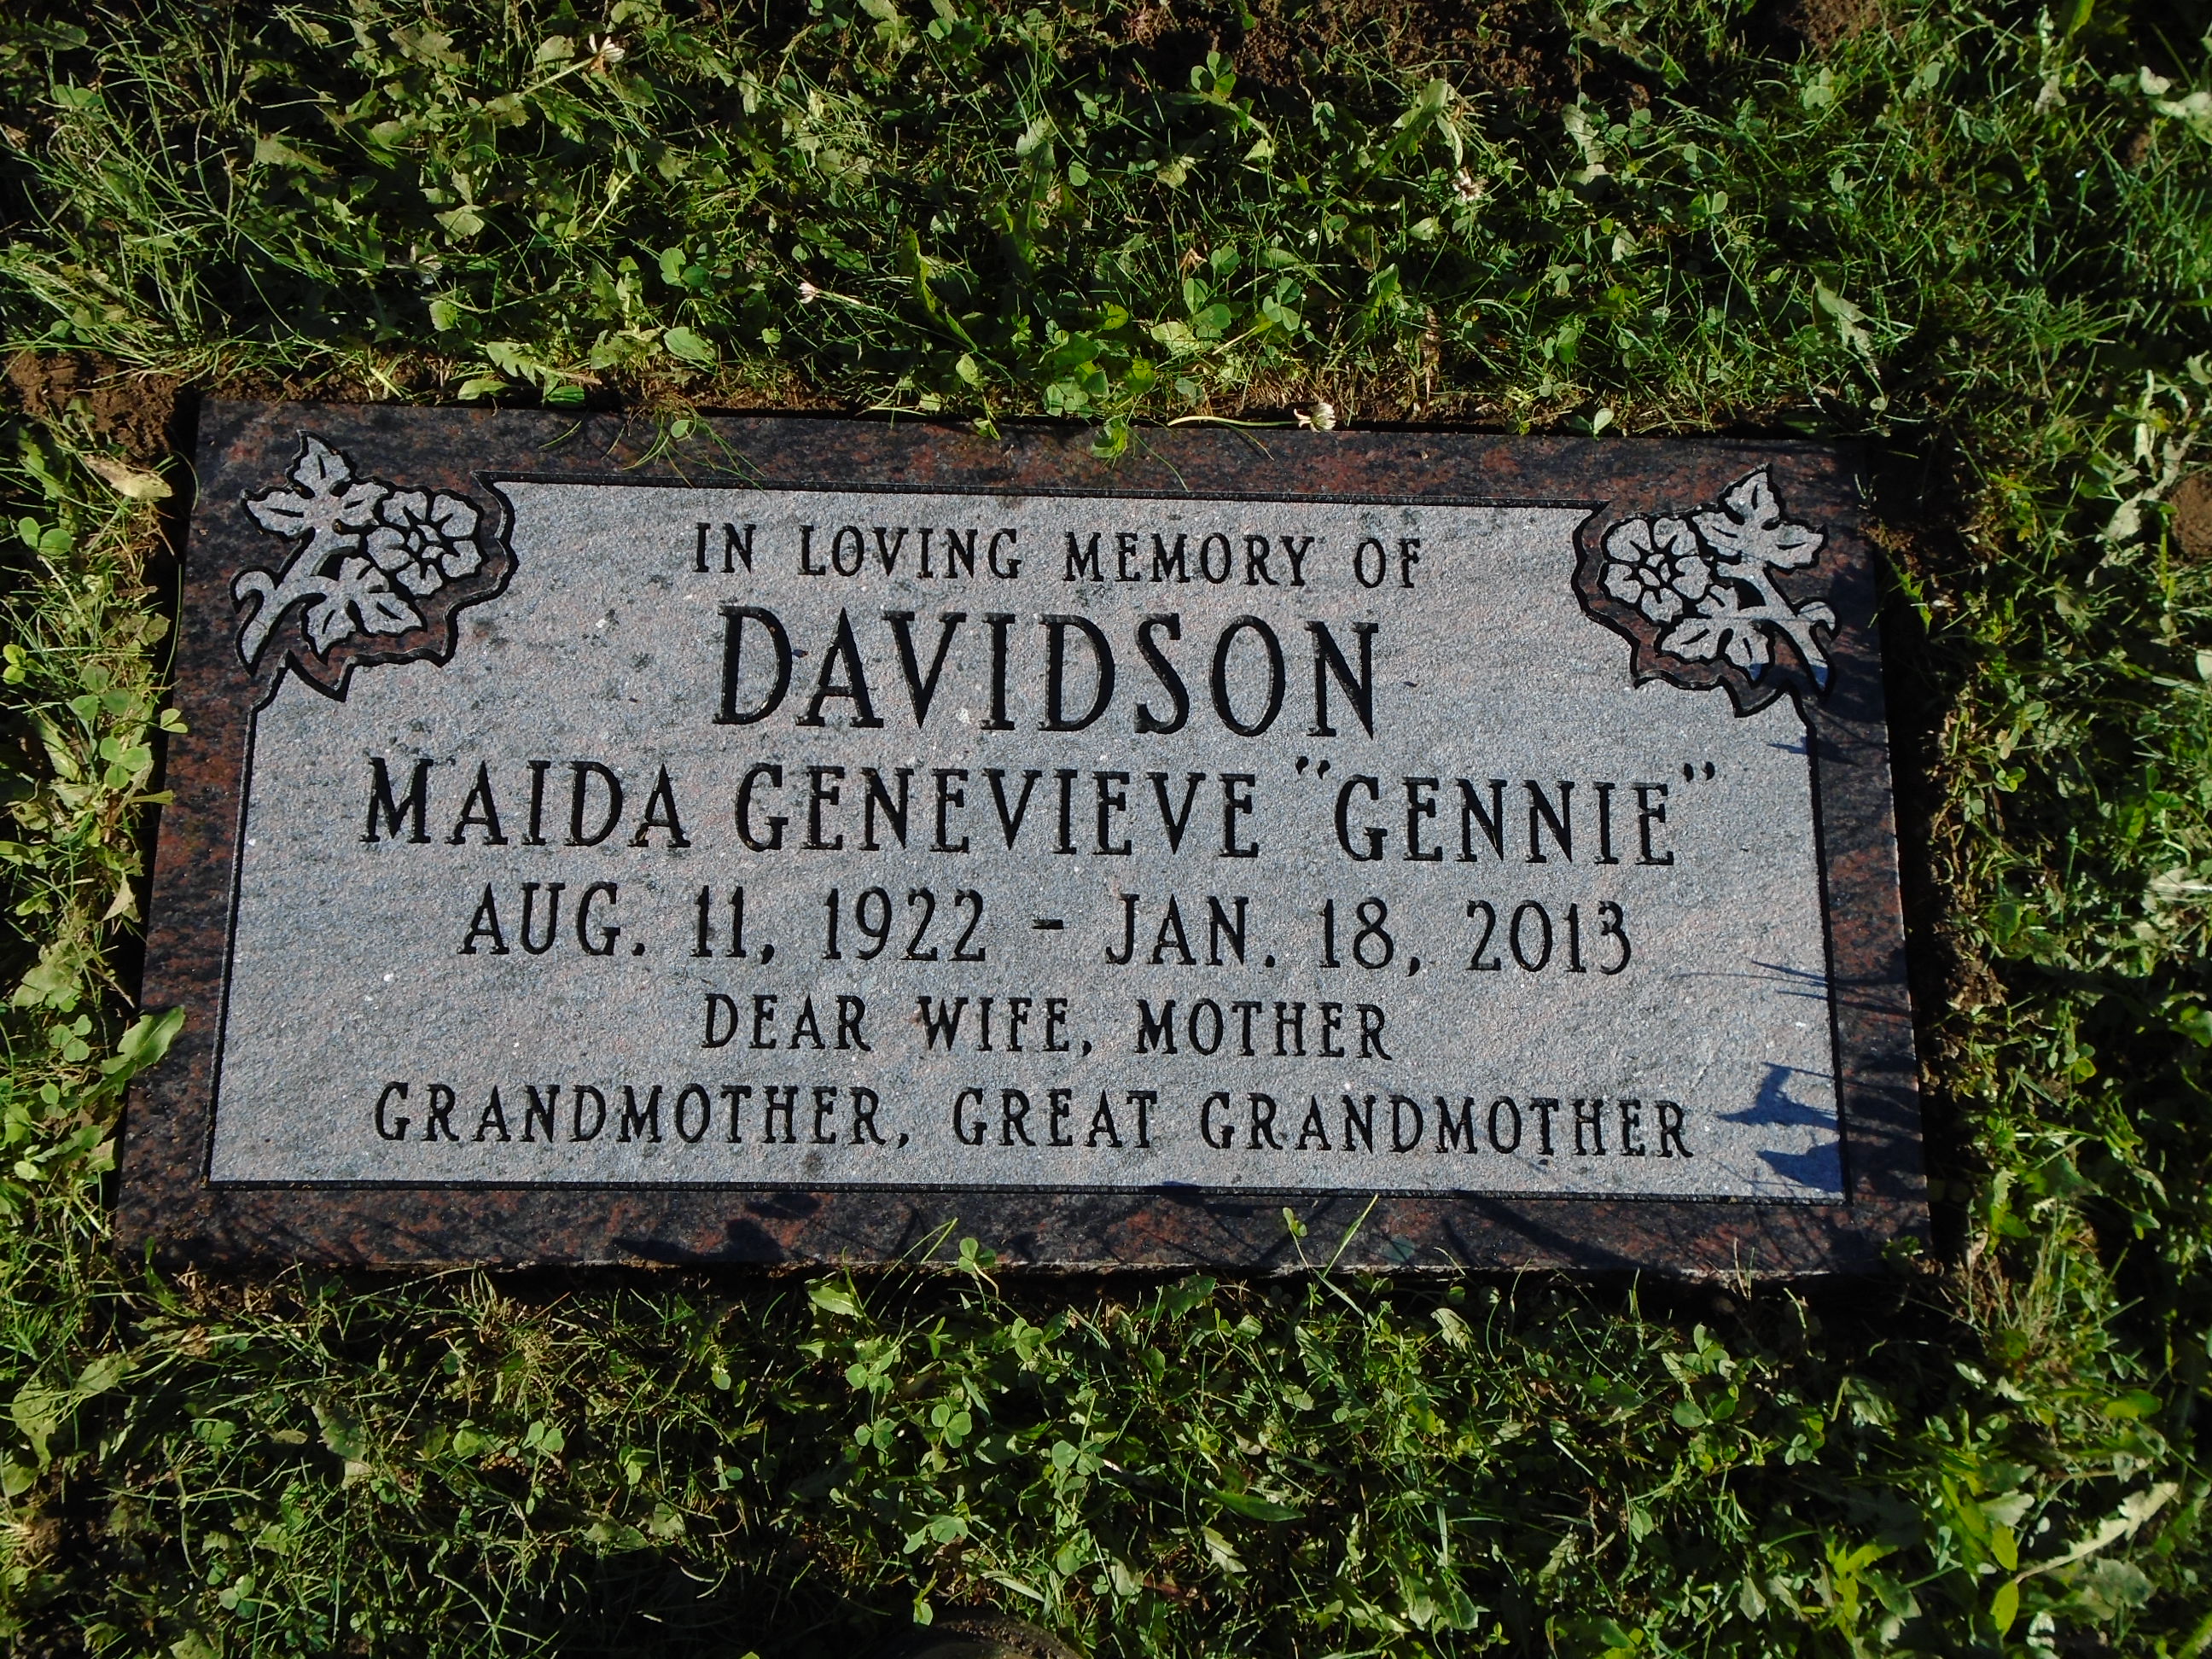 IN LOVING MEMORY OF
DAVIDSON
MAIDA GENEVIEVE "GENNIE"
AUG. 11, 1922 - JAN. 18, 2013
DEAR WIFE, MOTHER
GRANDMOTHER, GREAT GRANDMOTHER